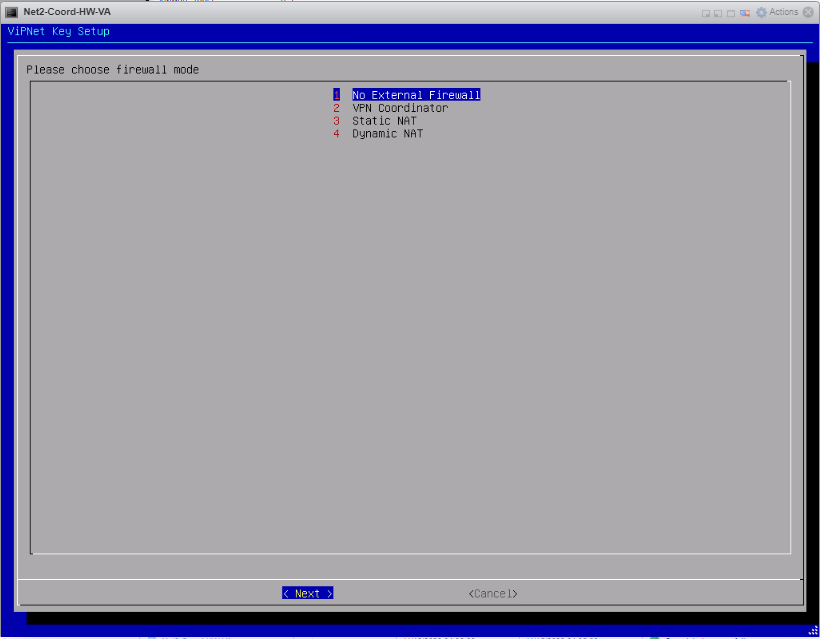 Net2-Coord-HW-VA
Actions
ViPNet Key Setup
Please choose firewall mode
1 No External Firewall
2 VPN Coordinator
3 Static NAT
4 Dynamic NAT
< Next > <Cancel>